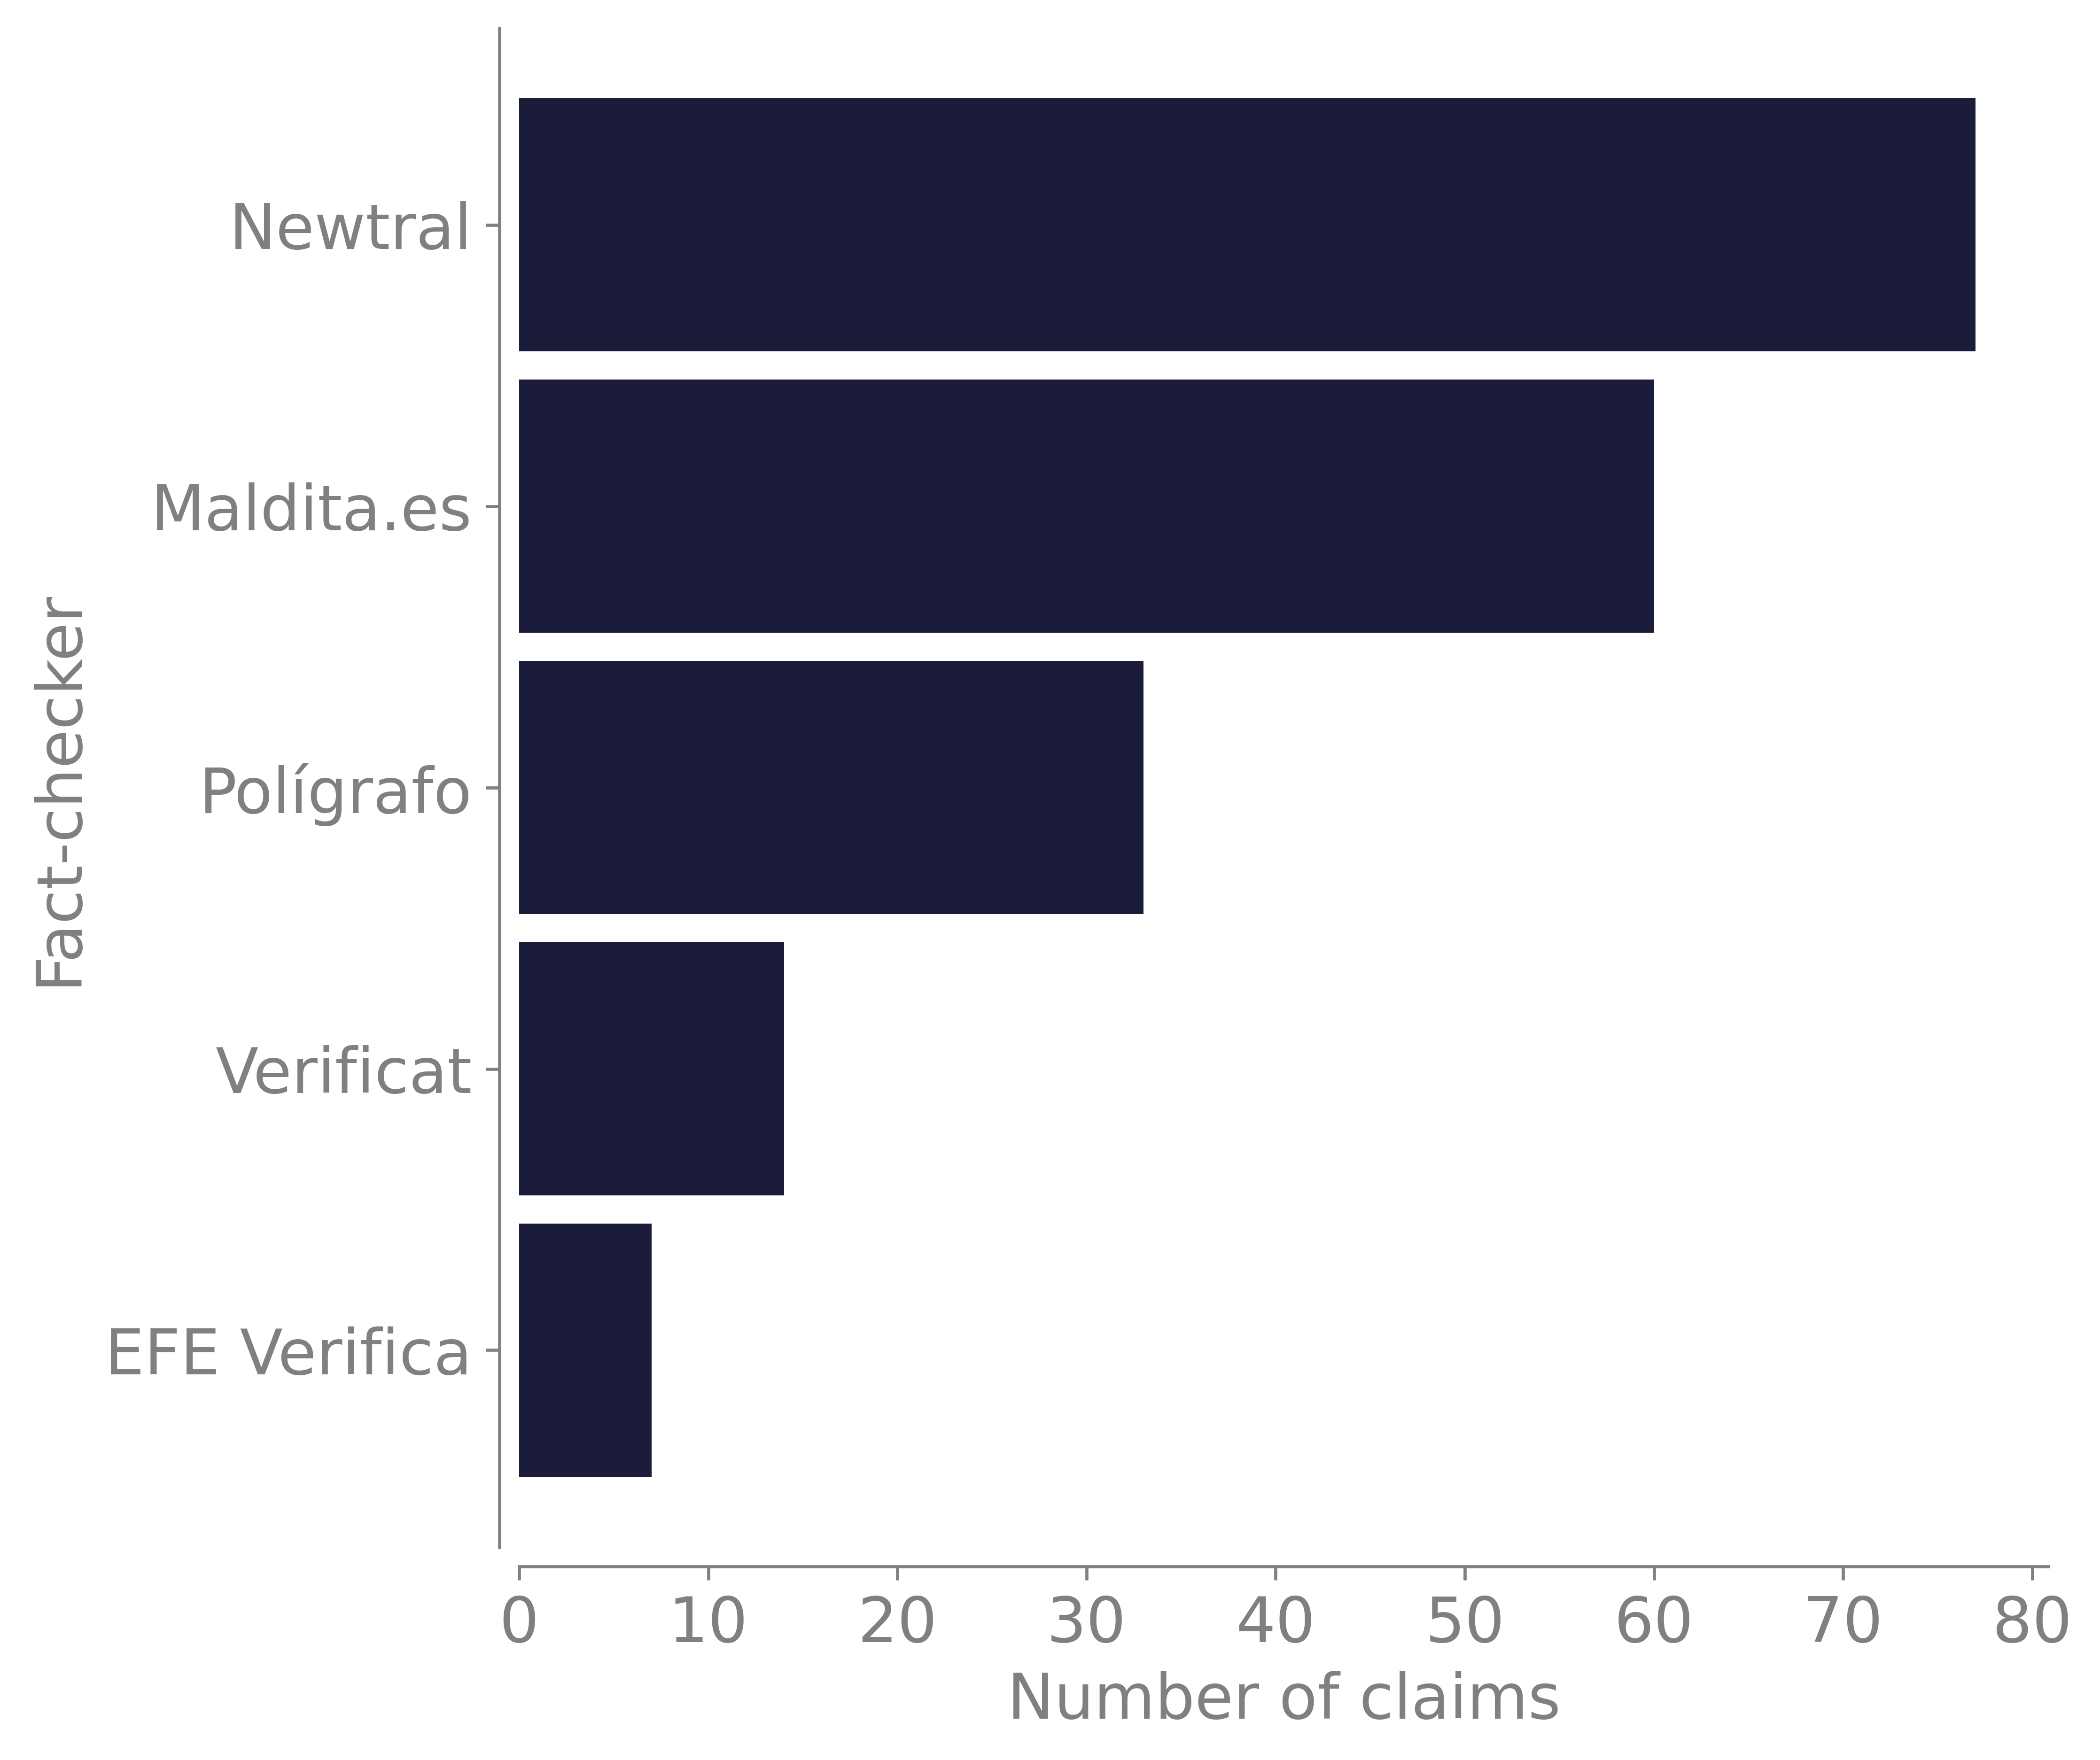 Fact-checker
Newtral
Maldita.es
Polígrafo
Verificat
EFE Verifica
0 10 20 30 40 50 60 70 80
Number of claims